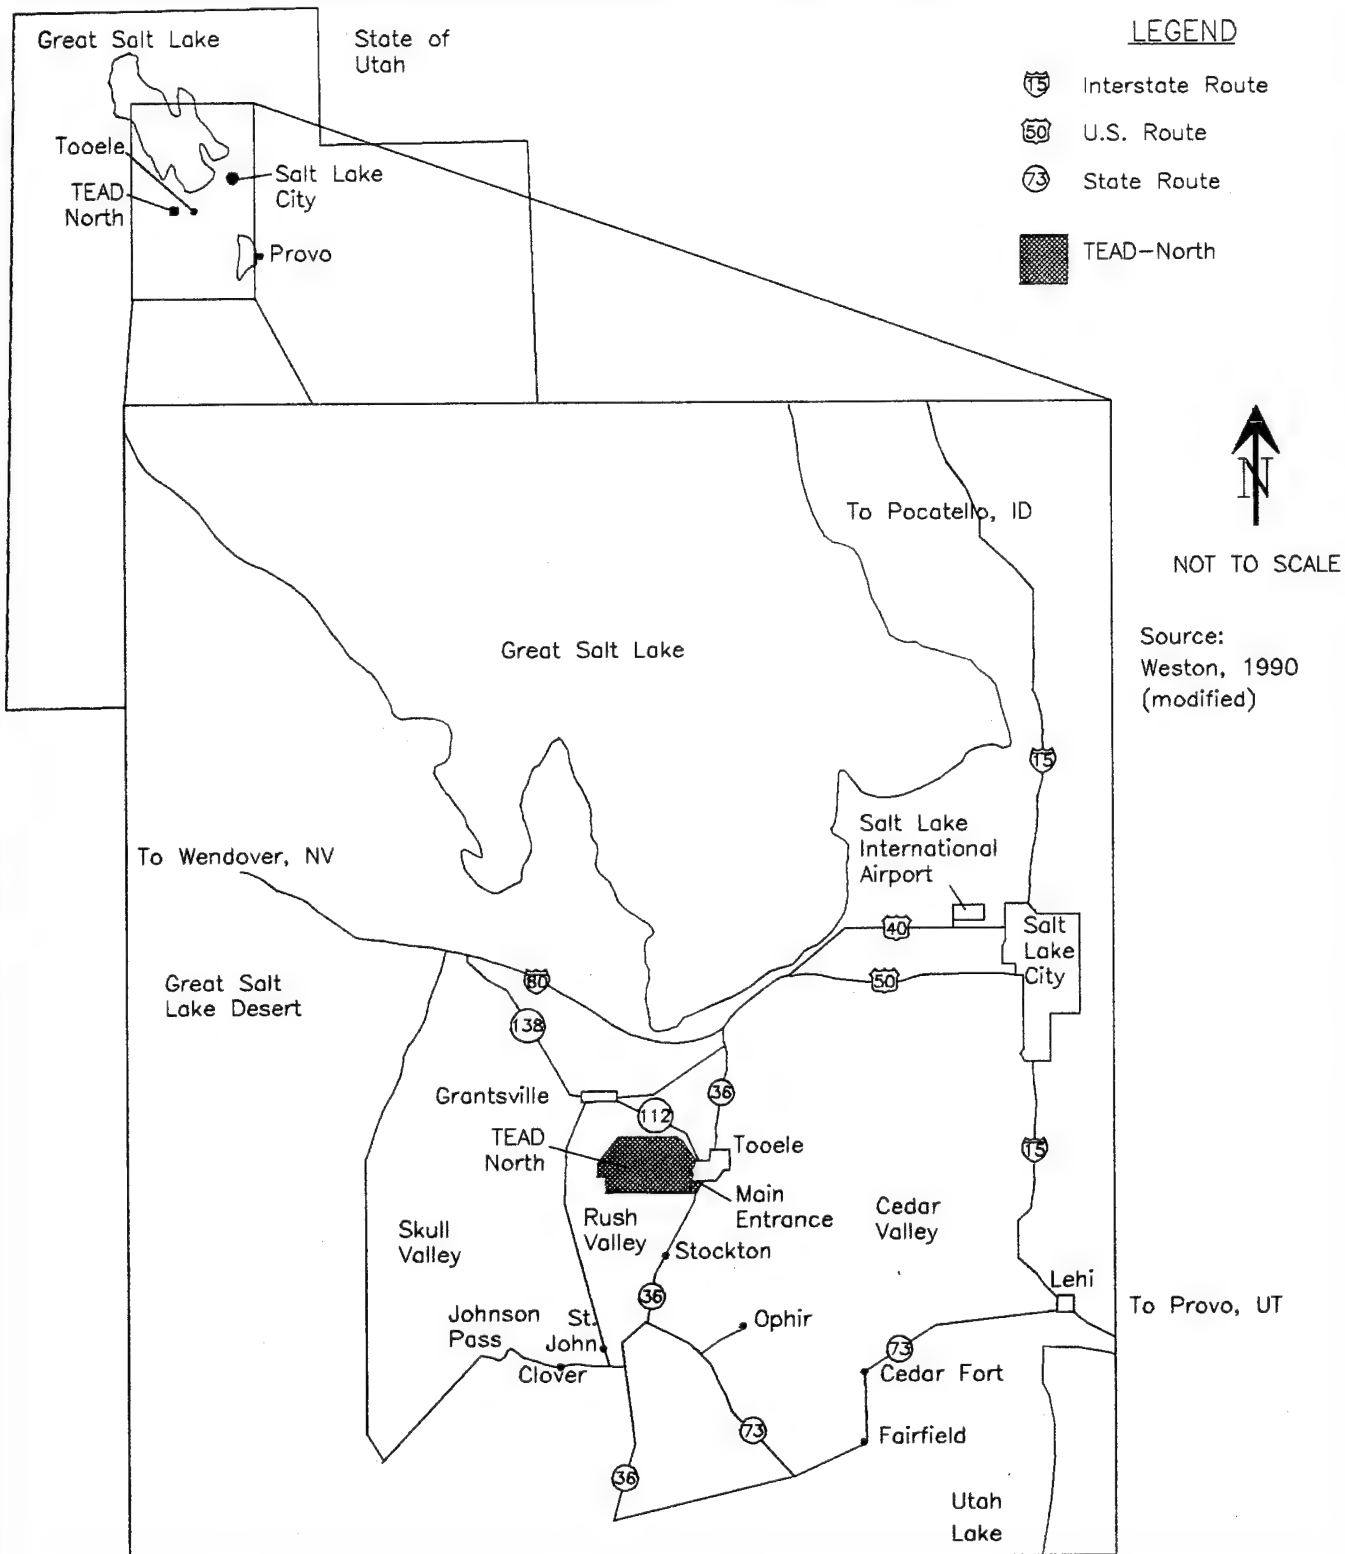 Great Salt Lake
State of
Utah
Tooele
TEAD
North
Salt Lake
City
Provo
LEGEND
15 Interstate Route
50 U.S. Route
73 State Route
TEAD-North
N
NOT TO SCALE
Source:
Weston, 1990
(modified)
To Pocatello, ID
Great Salt Lake
15
Salt Lake
International
Airport
To Wendover, NV
40
Salt
Lake
City
50
80
Great Salt
Lake Desert
138
Grantsville
36
112
TEAD
North
Tooele
15
Main
Entrance
Rush
Valley
Cedar
Valley
Skull
Valley
Stockton
36
Lehi
To Provo, UT
Johnson
Pass
St.
John
Ophir
Clover
73
Cedar Fort
73
Fairfield
36
Utah
Lake